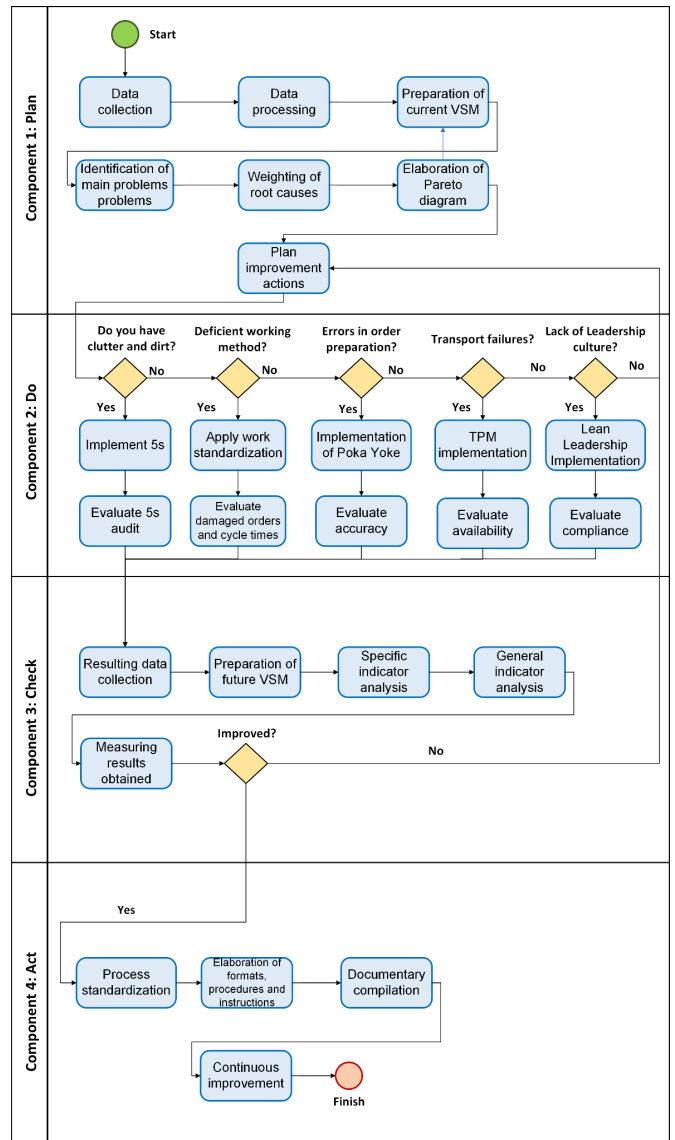 Component 1: Plan
Start
Data
collection
Data
processing
Preparation of
current VSM
Identification of
main problems
problems
Weighting of
root causes
Elaboration of
Pareto
diagram
Plan
improvement
actions
Component 2: Do
Do you have
clutter and dirt?
Deficient working
method?
Errors in order
preparation?
Transport failures?
Lack of Leadership
culture?
No
No
No
No
No
Yes
Yes
Yes
Yes
Yes
Implement 5s
Apply work
standardization
Implementation
of Poka Yoke
TPM
implementation
Lean
Leadership
Implementation
Evaluate 5s
audit
Evaluate
damaged orders
and cycle times
Evaluate
accuracy
Evaluate
availability
Evaluate
compliance
Component 3: Check
Resulting data
collection
Preparation of
future VSM
Specific
indicator
analysis
General
indicator
analysis
Measuring
results
obtained
Improved?
No
Component 4: Act
Yes
Process
standardization
Elaboration of
formats,
procedures and
instructions
Documentary
compilation
Continuous
improvement
Finish